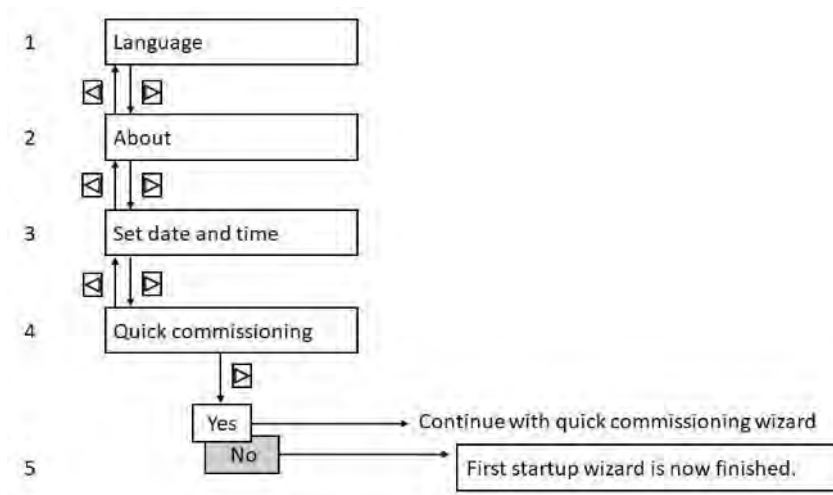 1 Language
2 About
3 Set date and time
4 Quick commissioning
Yes Continue with quick commissioning wizard
No
5 First startup wizard is now finished.